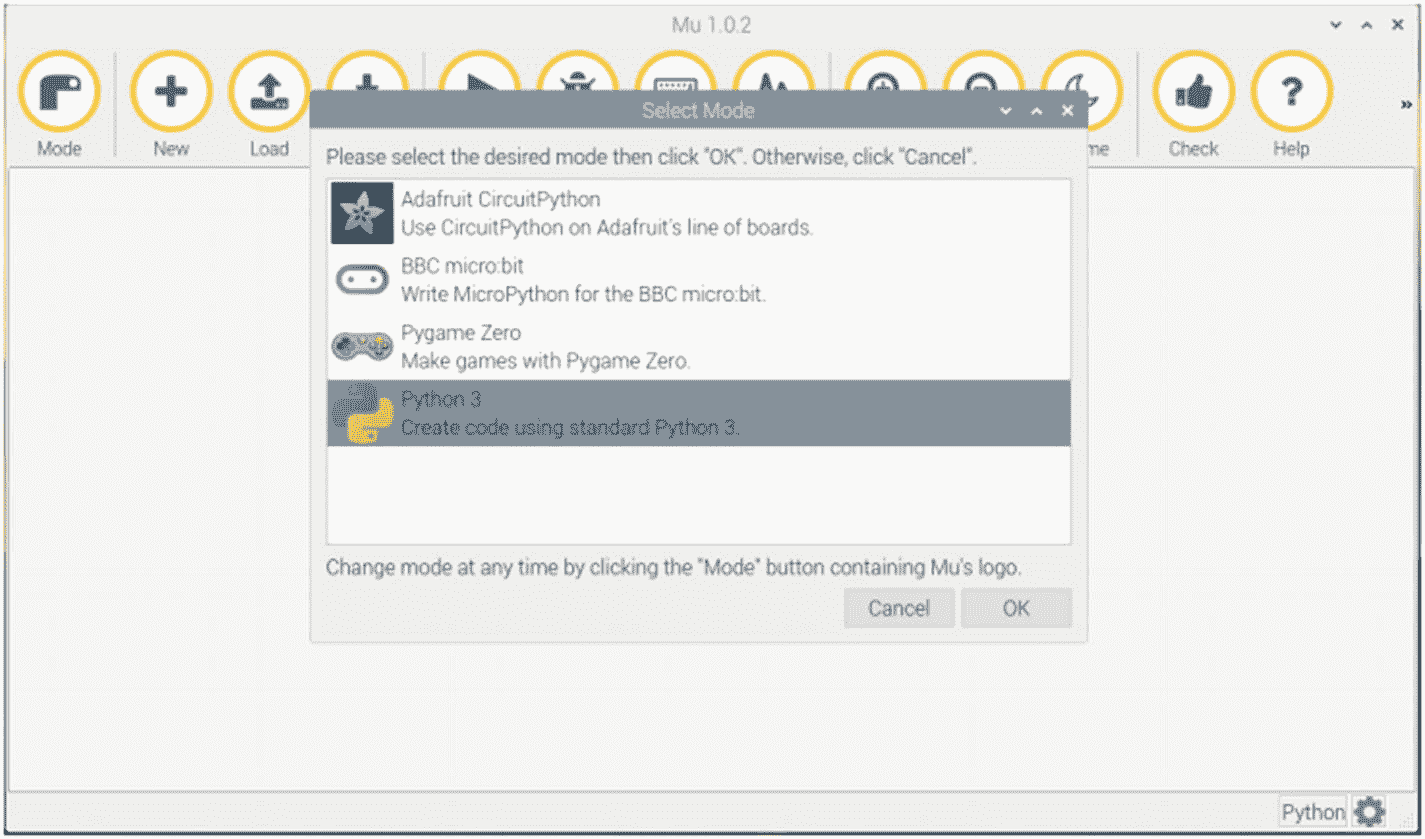 Mu 1.0.2
Mode
New
Load
me
Check
Help
»
Select Mode
Please select the desired mode then click "OK". Otherwise, click "Cancel".
Adafruit CircuitPython
Use CircuitPython on Adafruit's line of boards.
BBC micro:bit
Write MicroPython for the BBC micro:bit.
Pygame Zero
Make games with Pygame Zero.
Python 3
Create code using standard Python 3.
Change mode at any time by clicking the "Mode" button containing Mu's logo.
Cancel
OK
Python